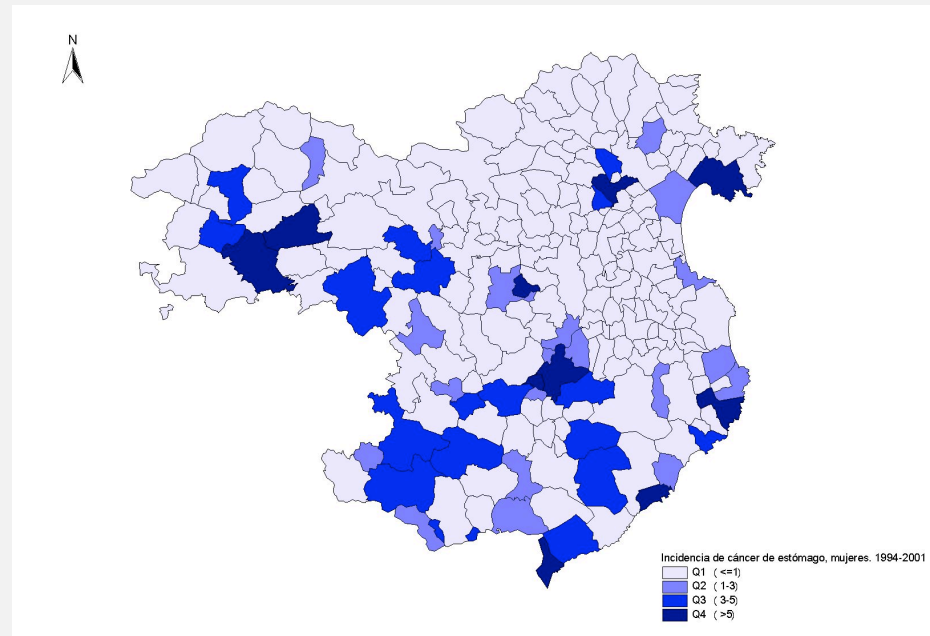 N
Incidencia de cáncer de estómago, mujeres. 1994-2001
Q1 ( <=1)
Q2 ( 1-3)
Q3 ( 3-5)
Q4 ( >5)